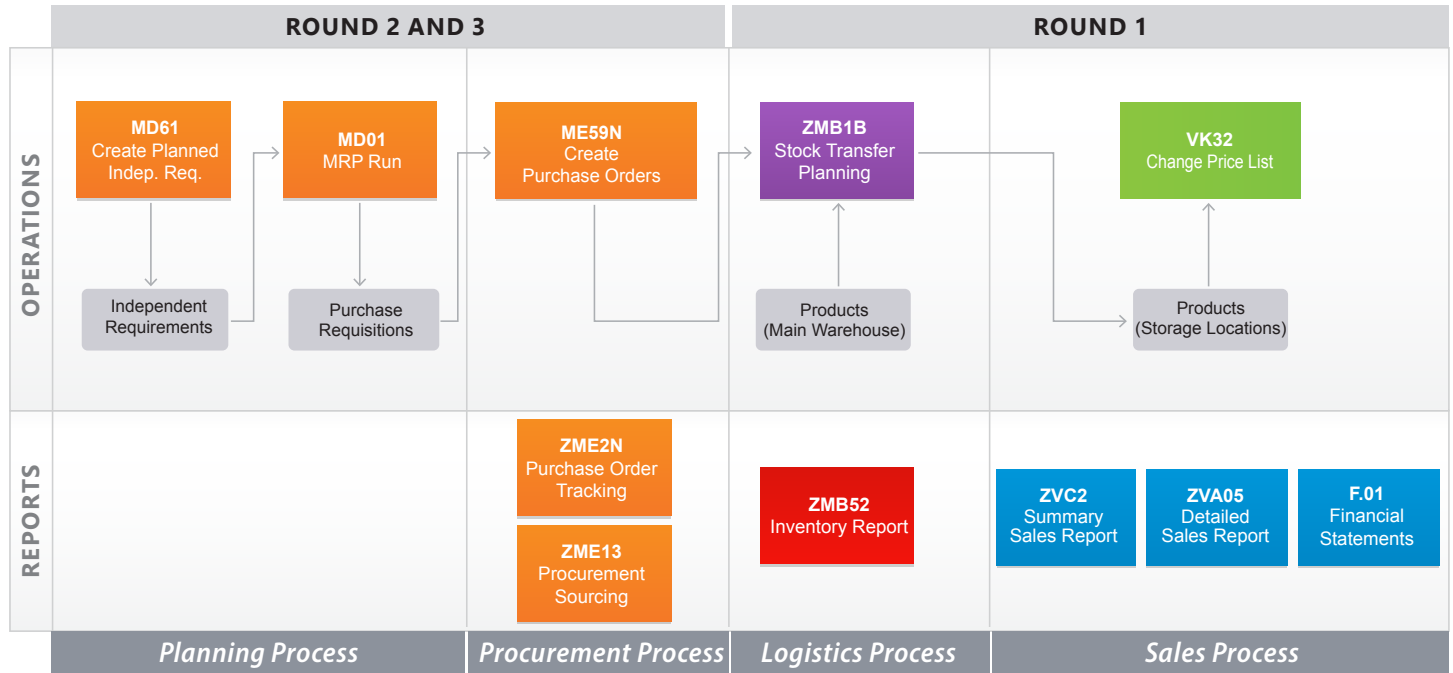 ROUND 2 AND 3
ROUND 1
OPERATIONS
MD61
Create Planned
Indep. Req.
MD01
MRP Run
ME59N
Create
Purchase Orders
ZMB1B
Stock Transfer
Planning
VK32
Change Price List
Independent
Requirements
Purchase
Requisitions
Products
(Main Warehouse)
Products
(Storage Locations)
REPORTS
ZME2N
Purchase Order
Tracking
ZME13
Procurement
Sourcing
ZMB52
Inventory Report
ZVC2
Summary
Sales Report
ZVA05
Detailed
Sales Report
F.01
Financial
Statements
Planning Process
Procurement Process
Logistics Process
Sales Process